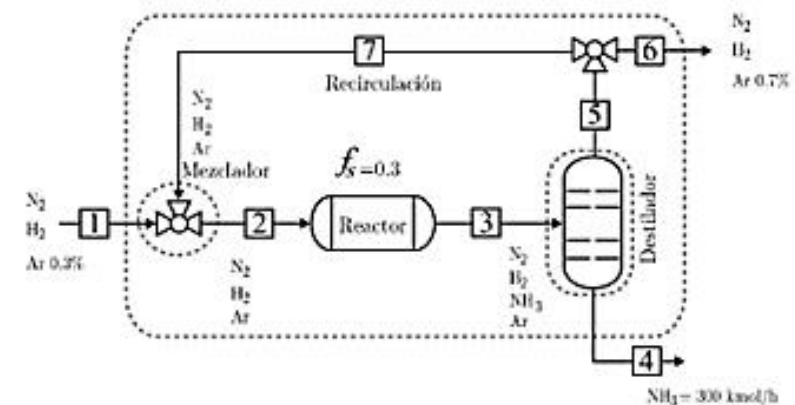 N₂
H₂
Ar 0.7%
7
6
Recirculación
5
N₂
H₂
Ar
Mezclador
fₛ=0.3
Destilador
N₂
H₂
Ar 0.3%
1
2
Reactor
3
N₂
H₂
Ar
N₂
H₂
NH₃
Ar
4
NH₃= 300 kmol/h